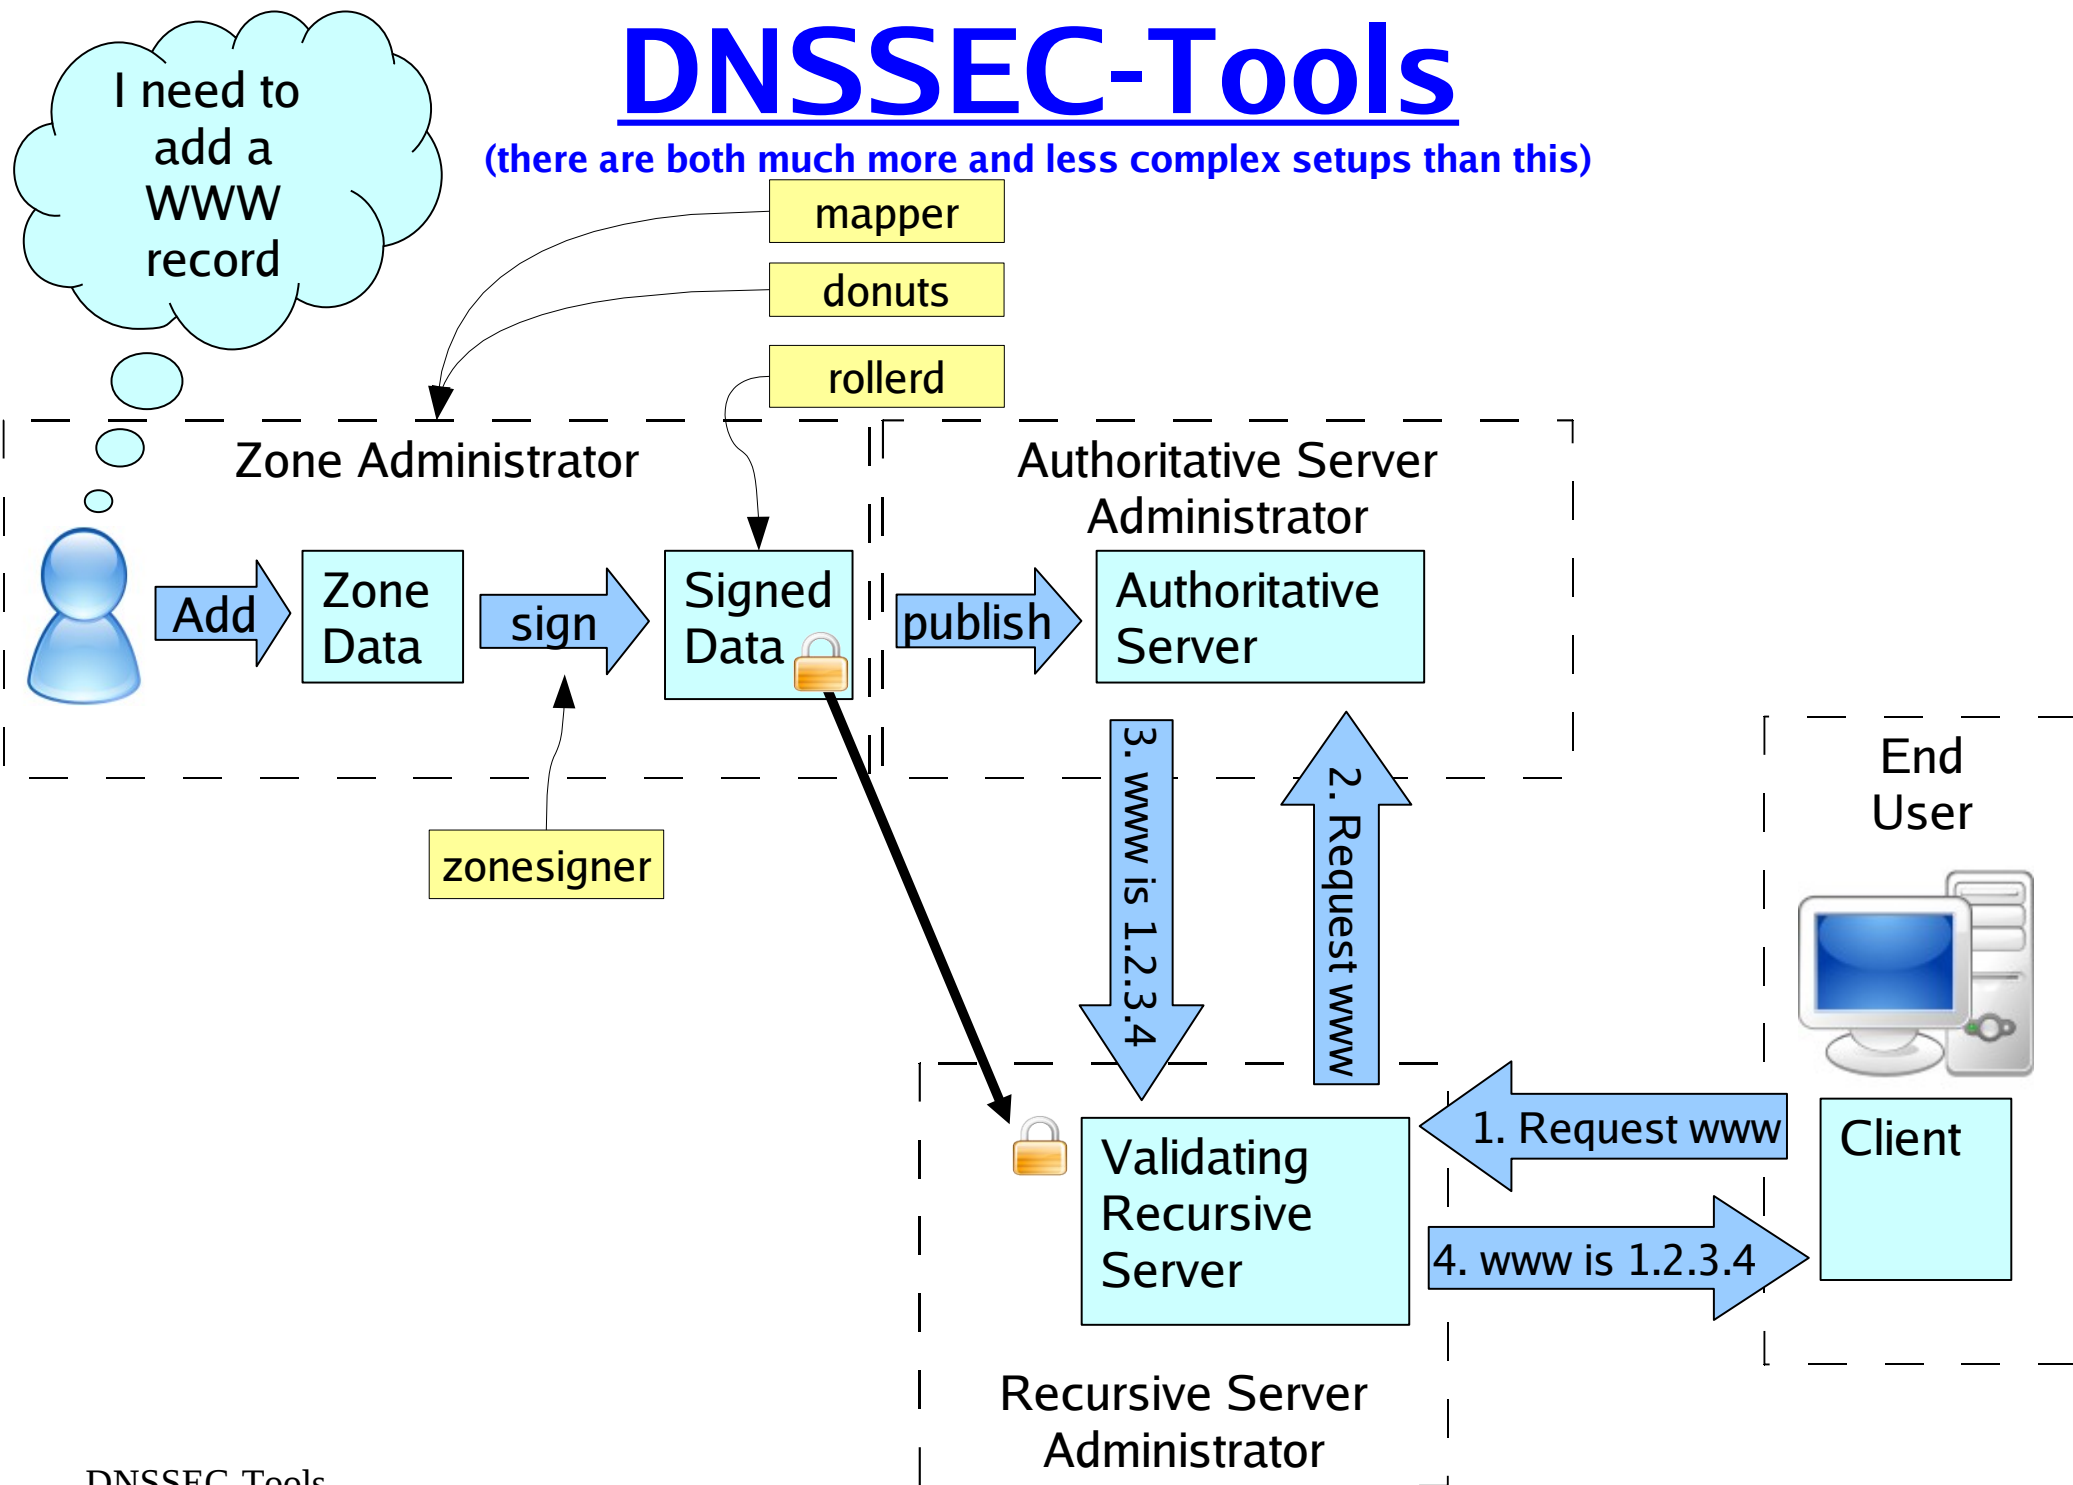 DNSSEC-Tools
(there are both much more and less complex setups than this)
I need to
add a
WWW
record
mapper
donuts
rollerd
Zone Administrator
Authoritative Server
Administrator
Add
Zone
Data
sign
Signed
Data
publish
Authoritative
Server
zonesigner
3. www is 1.2.3.4
2. Request www
End
User
1. Request www
Client
Validating
Recursive
Server
4. www is 1.2.3.4
Recursive Server
Administrator
DNSSEC-Tools